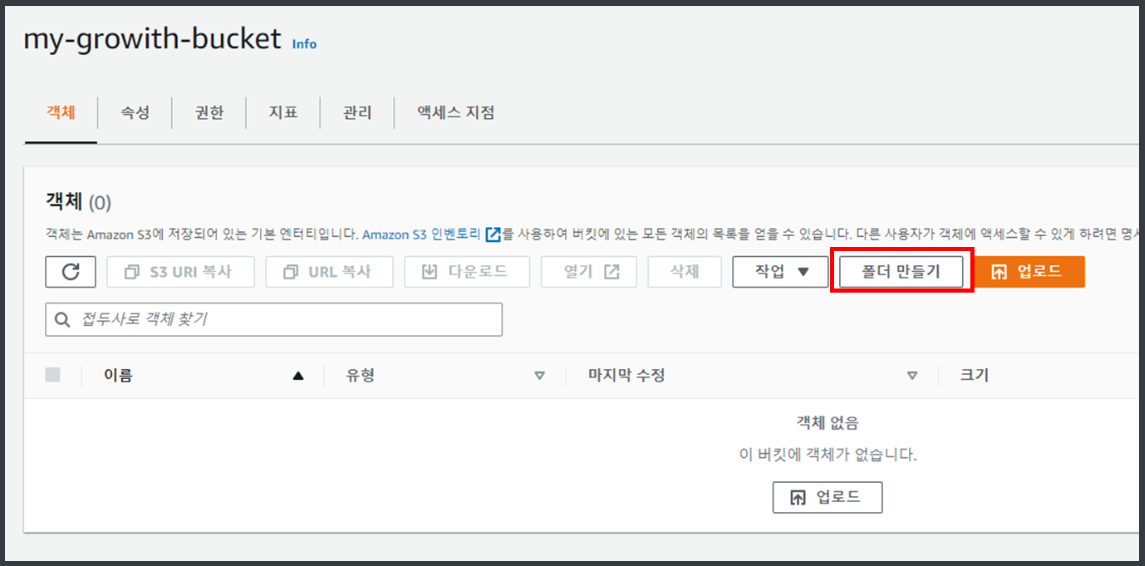 my-growith-bucket Info
객체 속성 권한 지표 관리 액세스 지점
객체 (0)
객체는 Amazon S3에 저장되어 있는 기본 엔터티입니다. Amazon S3 인벤토리 를 사용하여 버킷에 있는 모든 객체의 목록을 얻을 수 있습니다. 다른 사용자가 객체에 액세스할 수 있게 하려면
S3 URI 복사 URL 복사 다운로드 열기 삭제 작업 폴더 만들기 업로드
접두사로 객체 찾기
이름 유형 마지막 수정 크기
객체 없음
이 버킷에 객체가 없습니다.
업로드